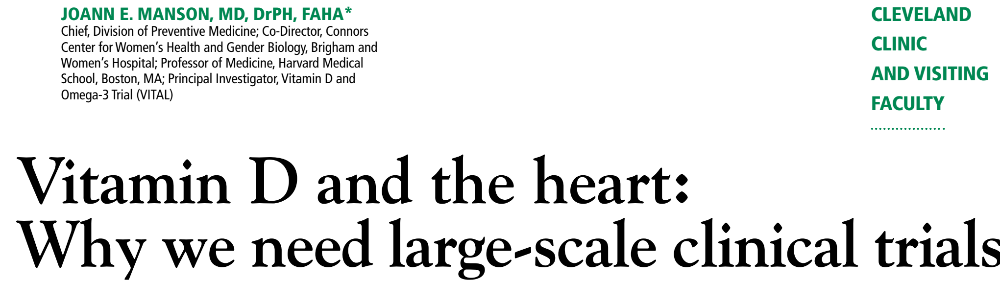 JOANN E. MANSON, MD, DrPH, FAHA*
Chief, Division of Preventive Medicine; Co-Director, Connors
Center for Women’s Health and Gender Biology, Brigham and
Women’s Hospital; Professor of Medicine, Harvard Medical
School, Boston, MA; Principal Investigator, Vitamin D and
Omega-3 Trial (VITAL)
CLEVELAND
CLINIC
AND VISITING
FACULTY
Vitamin D and the heart:
Why we need large-scale clinical trials